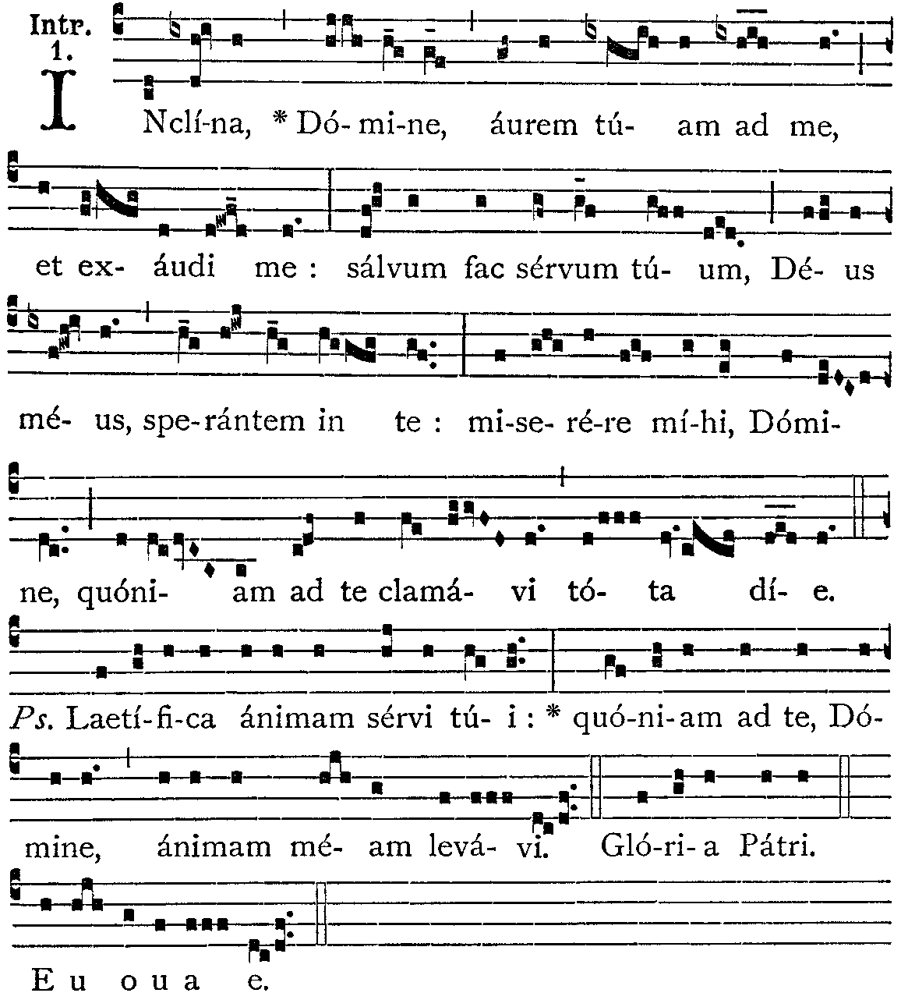 Intr.
1.
INclí-na, * Dó- mi-ne, áurem tú- am ad me,
et ex- áudi me : sálvum fac sérvum tú- um, Dé- us
mé- us, spe-rántem in te : mi-se- ré-re mí-hi, Dómi-
ne, quóni- am ad te clamá- vi tó- ta dí- e.
Ps. Laetí-fi-ca ánimam sérvi tú- i : * quó-ni-am ad te, Dó-
mine, ánimam mé- am levá- vi. Gló-ri- a Pátri.
E u o u a e.